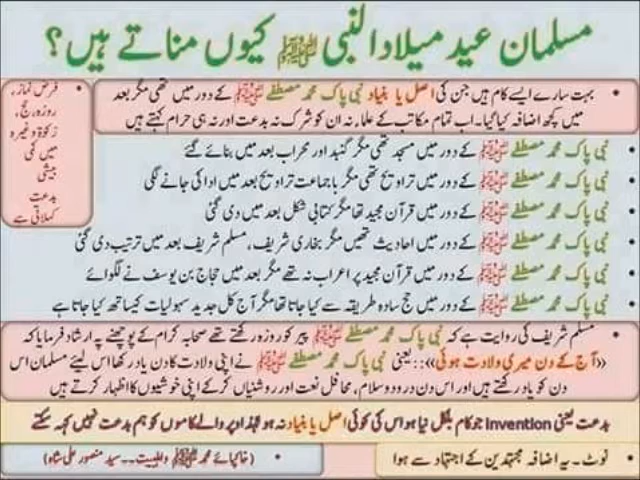 مسلمان عید میلاد النبی ﷺ کیوں مناتے ہیں؟
فرض نماز،
روزہ، حج،
زکوٰۃ وغیرہ
میں کمی
بیشی
بدعت
کہلاتی ہے
بہت سارے ایسے کام ہیں جن کی اصل یا بنیاد نبی پاک محمد مصطفےٰ ﷺ کے دور میں تھی مگر بعد
میں کچھ اضافہ کیا گیا۔ اب تمام مکاتب کے علماء نہ ان کو شرک نہ بدعت اور نہ ہی حرام کہتے ہیں
نبی پاک محمد مصطفےٰ ﷺ کے دور میں مسجد تھی مگر گنبد اور محراب بعد میں بنائے گئے
نبی پاک محمد مصطفےٰ ﷺ کے دور میں تراویح تھی مگر باجماعت تراویح بعد میں ادا کی جانے لگی
نبی پاک محمد مصطفےٰ ﷺ کے دور میں قرآن مجید تھا مگر کتابی شکل بعد میں دی گئی
نبی پاک محمد مصطفےٰ ﷺ کے دور میں احادیث تھیں مگر بخاری شریف، مسلم شریف بعد میں ترتیب دی گئی
نبی پاک محمد مصطفےٰ ﷺ کے دور میں قرآن مجید پر اعراب نہ تھے مگر بعد میں حجاج بن یوسف نے لگوائے
نبی پاک محمد مصطفےٰ ﷺ کے دور میں حج سادہ طریقہ سے کیا جاتا تھا مگر آج کل جدید سہولیات کیساتھ کیا جاتا ہے
مسلم شریف کی روایت ہے کہ نبی پاک محمد مصطفےٰ ﷺ پیر کو روزہ رکھتے تھے صحابہ کرام کے پوچھنے پہ ارشاد فرمایا کہ
«آج کے دن میری ولادت ہوئی»::یعنی نبی پاک محمد مصطفےٰ ﷺ نے اپنی ولادت کا دن یاد رکھا اس لیئے مسلمان اس
دن کو یاد رکھتے ہیں اور اس دن درود و سلام، محافل نعت اور روشنیاں کر کے اپنی خوشیوں کا اظہار کرتے ہیں
بدعت یعنی Invention جو کام بالکل نیا ہو اس کی کوئی اصل یا بنیاد نہ ہو لہٰذا اوپر والے کاموں کو ہم بدعت نہیں کہہ سکتے
نوٹ۔ یہ اضافہ مجتہدین کے اجتہاد سے ہوا
(خاکپائے محمد ﷺ واہلبیت۔۔ سید منصور علی شاہ)